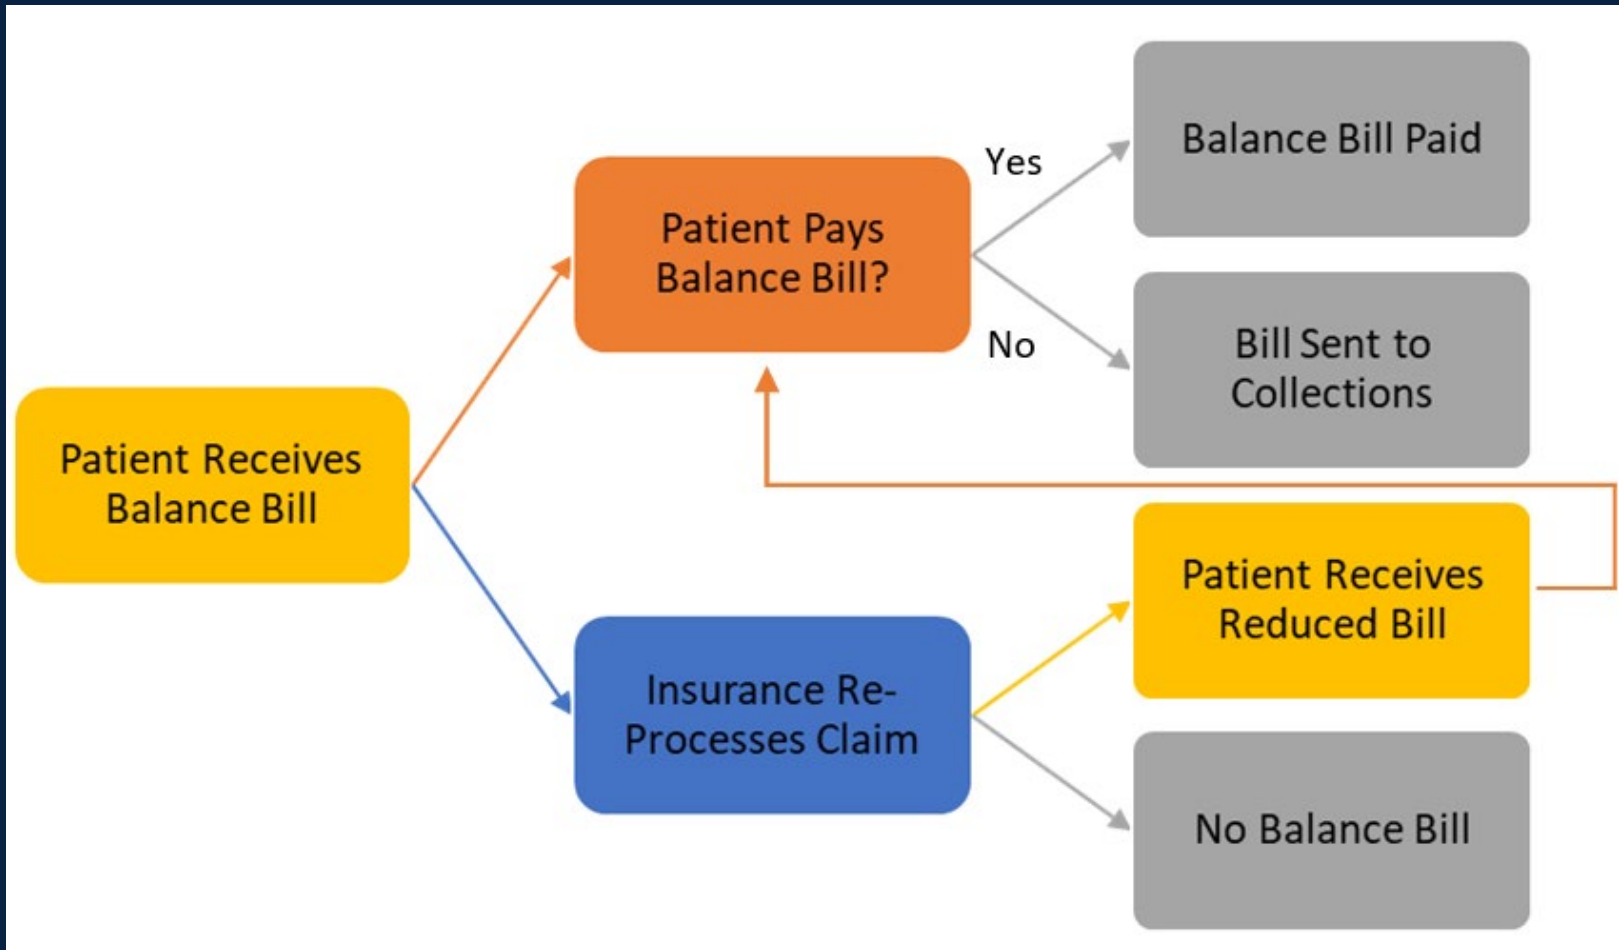 Balance Bill Paid
Yes
Patient Pays
Balance Bill?
No
Bill Sent to
Collections
Patient Receives
Balance Bill
Patient Receives
Reduced Bill
Insurance Re-
Processes Claim
No Balance Bill